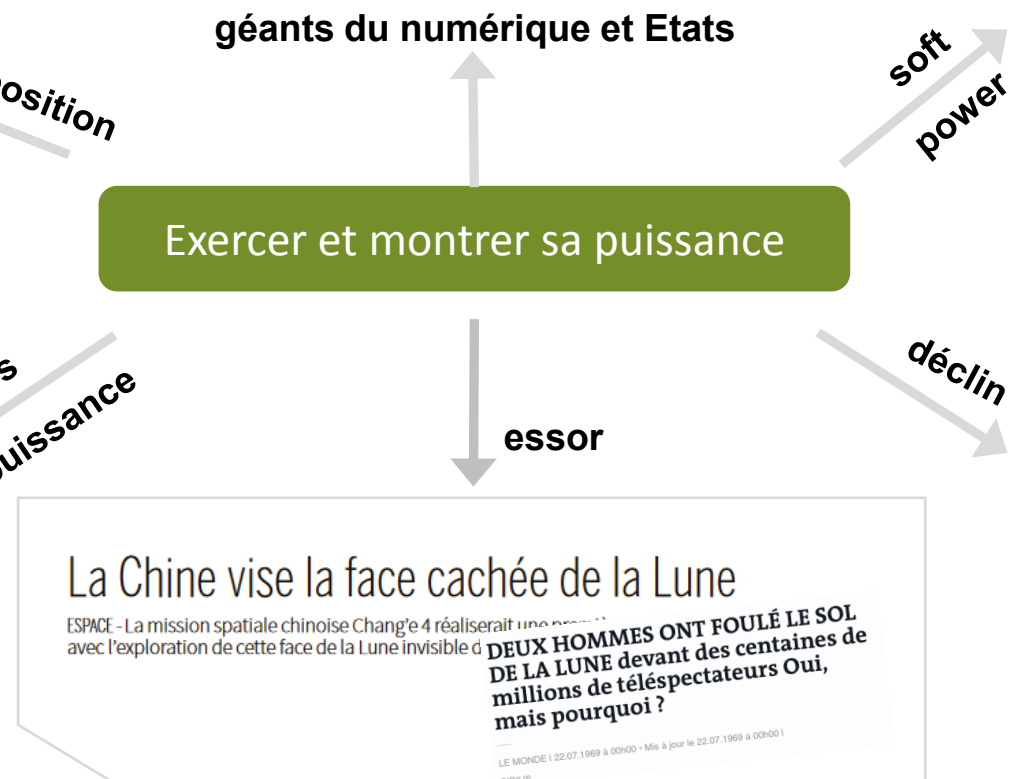 géants du numérique et Etats
soft
power
Exercer et montrer sa puissance
déclin
essor
La Chine vise la face cachée de la Lune
ESPACE - La mission spatiale chinoise Chang'e 4 réaliserait une
avec l'exploration de cette face de la Lune invisible
DEUX HOMMES ONT FOULÉ LE SOL
DE LA LUNE devant des centaines de
millions de téléspectateurs Oui,
mais pourquoi ?
LE MONDE I 22.07.1969 à 00h00 • Mis à jour le 22.07.1969 à 00h00 I